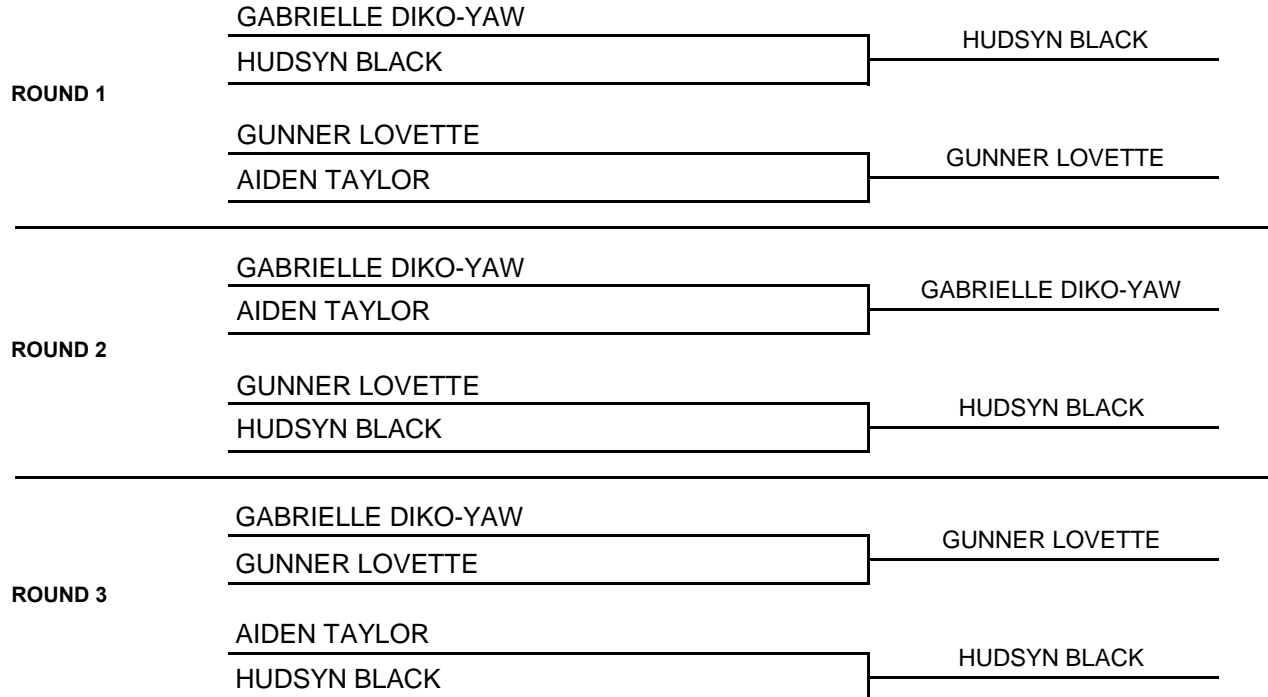 GABRIELLE DIKO-YAW
HUDSYN BLACK
HUDSYN BLACK
ROUND 1
GUNNER LOVETTE
AIDEN TAYLOR
GUNNER LOVETTE
GABRIELLE DIKO-YAW
AIDEN TAYLOR
GABRIELLE DIKO-YAW
ROUND 2
GUNNER LOVETTE
HUDSYN BLACK
HUDSYN BLACK
GABRIELLE DIKO-YAW
GUNNER LOVETTE
GUNNER LOVETTE
ROUND 3
AIDEN TAYLOR
HUDSYN BLACK
HUDSYN BLACK